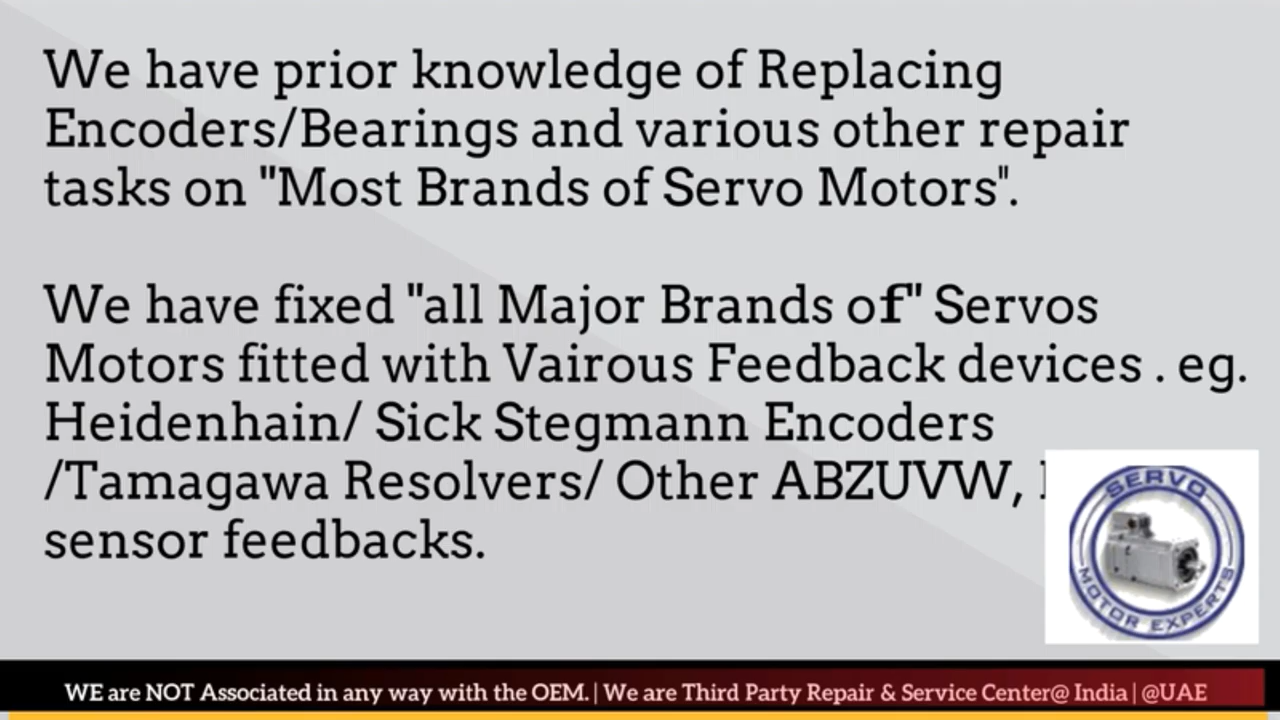 We have prior knowledge of Replacing
Encoders/Bearings and various other repair
tasks on "Most Brands of Servo Motors".
We have fixed "all Major Brands of" Servos
Motors fitted with Vairous Feedback devices . eg.
Heidenhain/ Sick Stegmann Encoders
/Tamagawa Resolvers/ Other ABZUVW,
sensor feedbacks.
SERVO
MOTOR EXPERTS
WE are NOT Associated in any way with the OEM. | We are Third Party Repair & Service Center@ India | @UAE